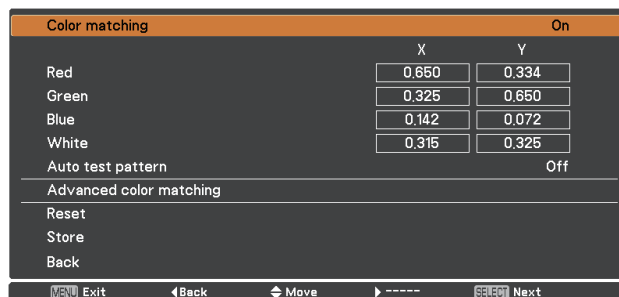 Color matching On
X Y
Red 0.650 0.334
Green 0.325 0.650
Blue 0.142 0.072
White 0.315 0.325
Auto test pattern Off
Advanced color matching
Reset
Store
Back
MENU Exit Back Move ----- SELECT Next